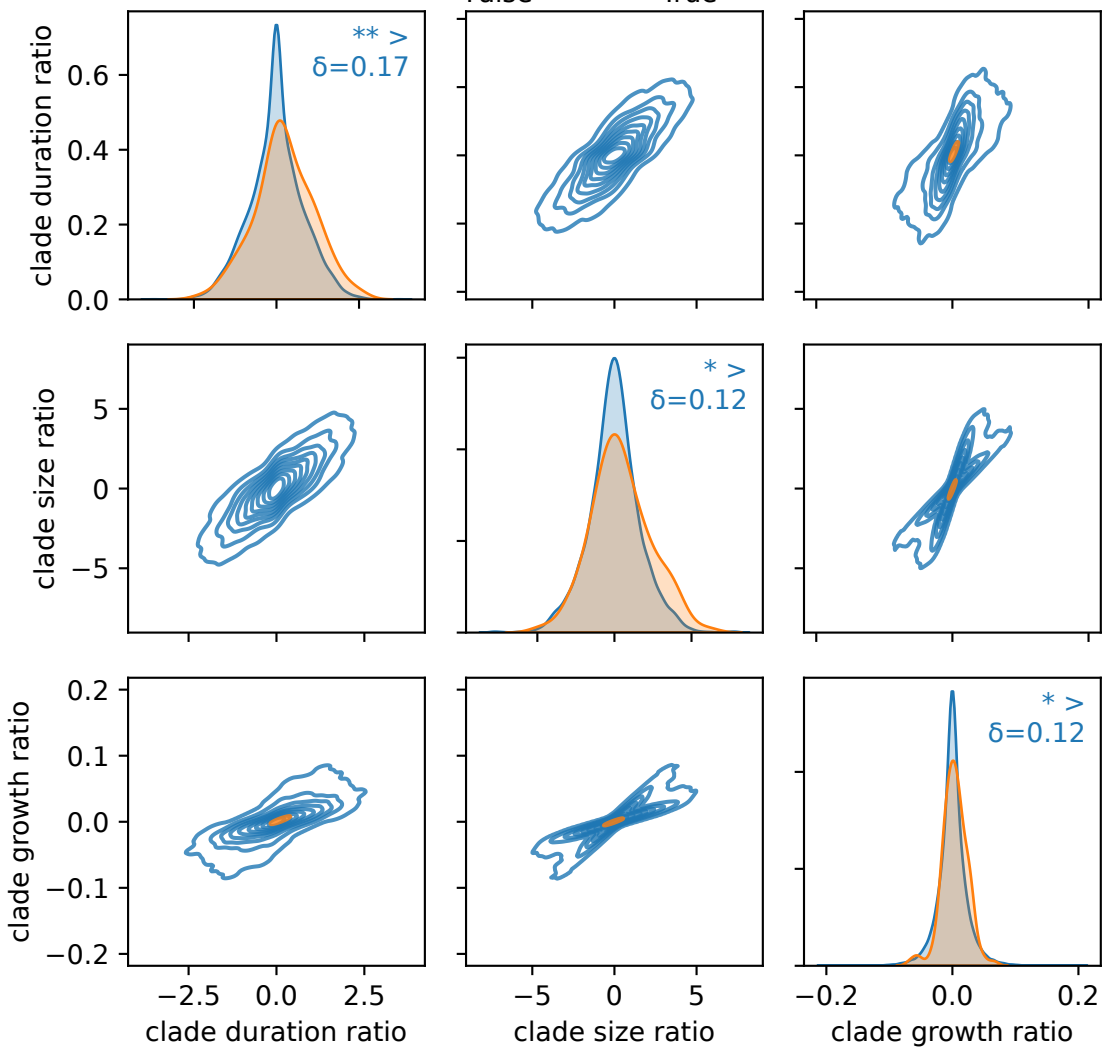 clade duration ratio
0.6
0.4
0.2
0.0
** >
δ=0.17
clade size ratio
5
0
−5
* >
δ=0.12
clade growth ratio
0.2
0.1
0.0
−0.1
−0.2
* >
δ=0.12
−2.5 0.0 2.5
−5 0 5
−0.2 0.0 0.2
clade duration ratio
clade size ratio
clade growth ratio